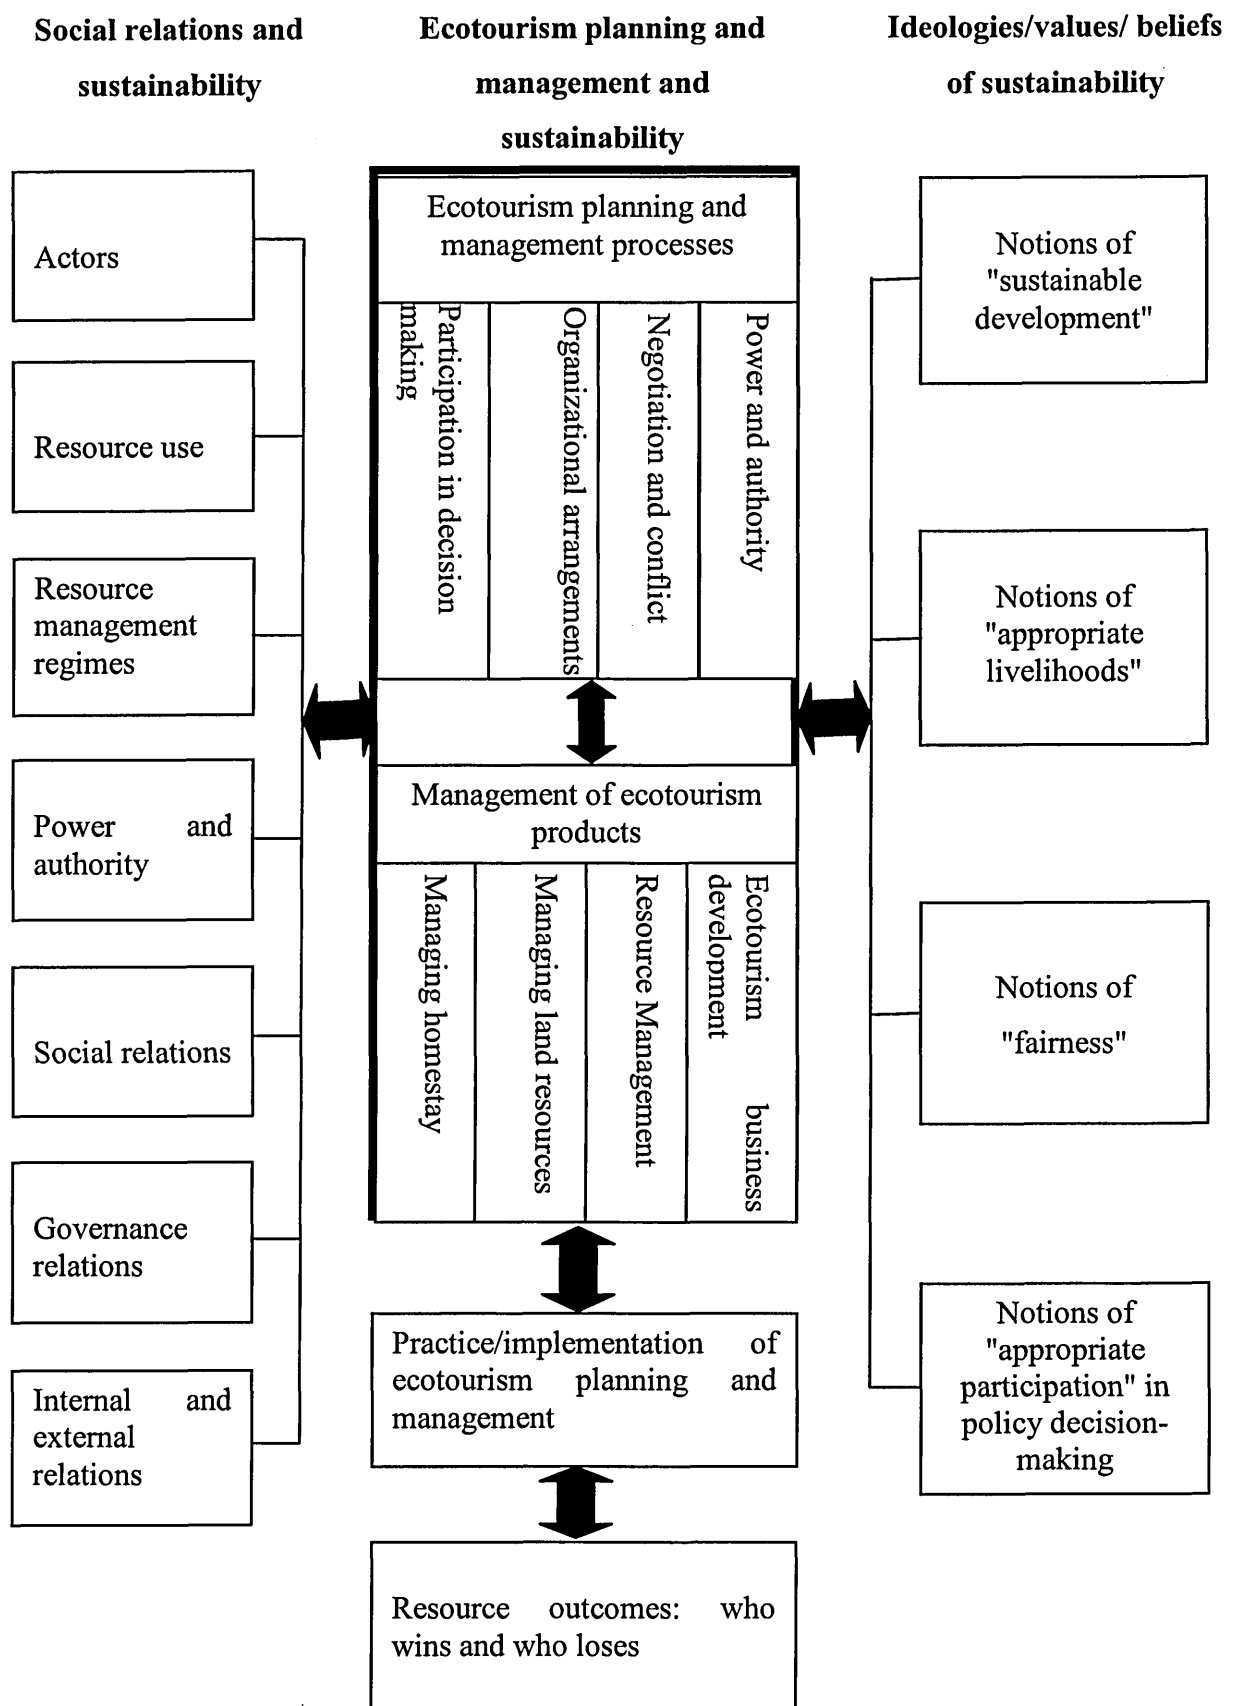 Social relations and
sustainability
Ecotourism planning and
management and
sustainability
Ideologies/values/ beliefs
of sustainability
Actors
Resource use
Resource
management
regimes
Power and
authority
Social relations
Governance
relations
Internal and
external
relations
Ecotourism planning and
management processes
Participation in decision
making
Organizational arrangements
Negotiation and conflict
Power and authority
Management of ecotourism
products
Managing homestay
Managing land resources
Resource Management
Ecotourism business
development
Practice/implementation of
ecotourism planning and
management
Resource outcomes: who
wins and who loses
Notions of
"sustainable
development"
Notions of
"appropriate
livelihoods"
Notions of
"fairness"
Notions of
"appropriate
participation" in
policy decision-
making